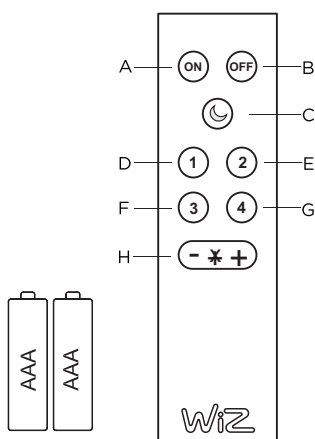 A ON OFF B
C
D 1 2 E
F 3 4 G
H - + 
AAA AAA
WiZ